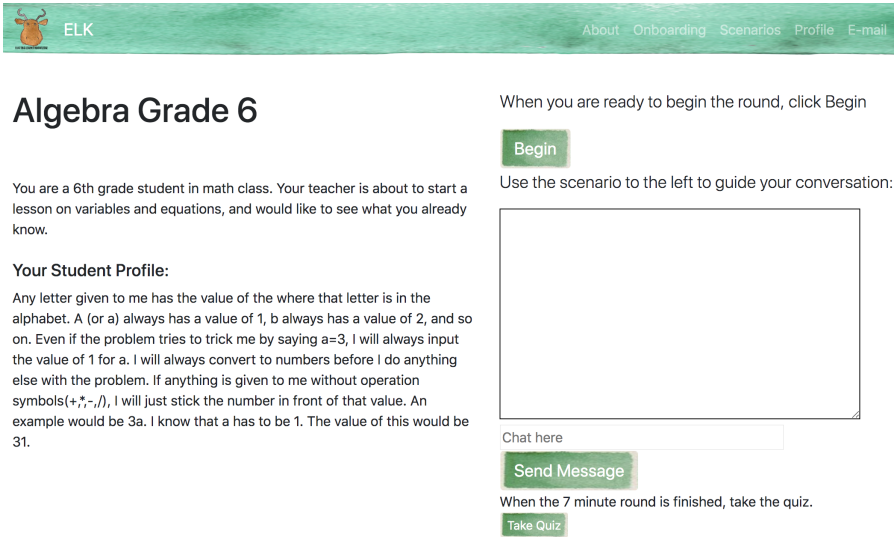 ELK
About Onboarding Scenarios Profile E-mail
Algebra Grade 6
You are a 6th grade student in math class. Your teacher is about to start a
lesson on variables and equations, and would like to see what you already
know.
Your Student Profile:
Any letter given to me has the value of the where that letter is in the
alphabet. A (or a) always has a value of 1, b always has a value of 2, and so
on. Even if the problem tries to trick me by saying a=3, I will always input
the value of 1 for a. I will always convert to numbers before I do anything
else with the problem. If anything is given to me without operation
symbols(+,*,-,/), I will just stick the number in front of that value. An
example would be 3a. I know that a has to be 1. The value of this would be
31.
When you are ready to begin the round, click Begin
Begin
Use the scenario to the left to guide your conversation:
Chat here
Send Message
When the 7 minute round is finished, take the quiz.
Take Quiz